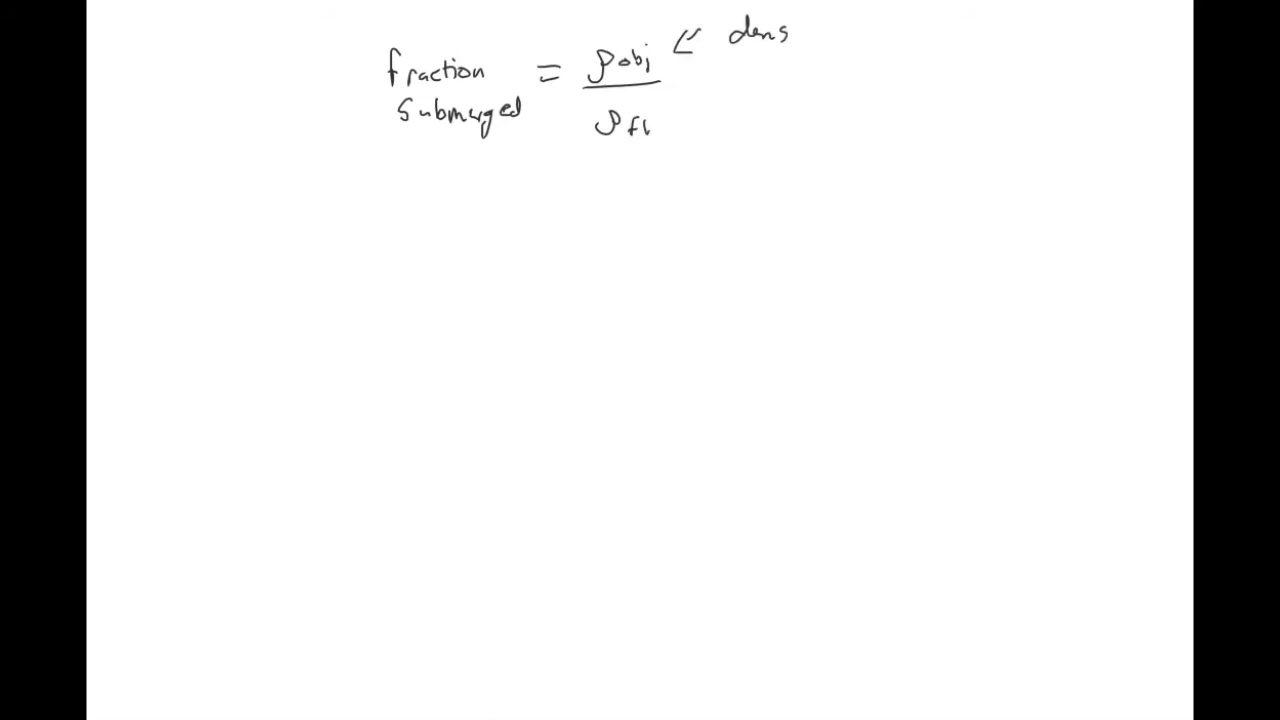 fraction submerged = ρobj / ρfl ← dens